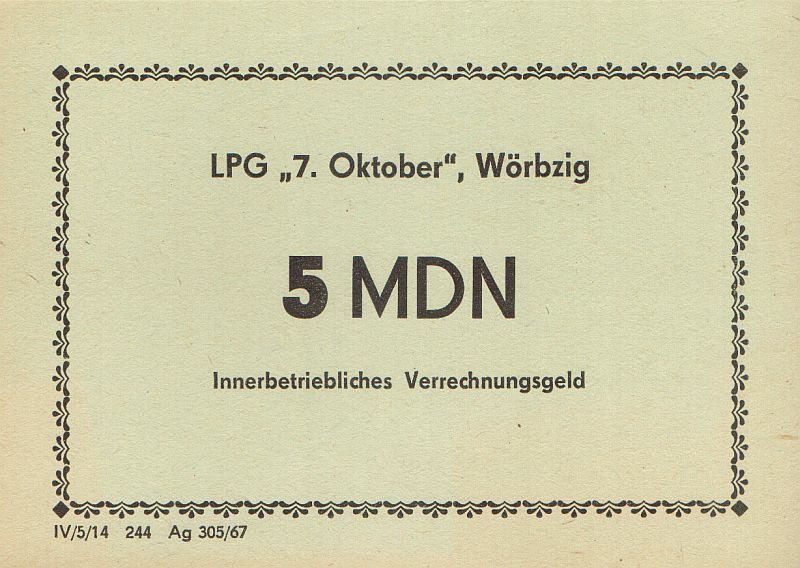 LPG „7. Oktober“, Wörbzig
5 MDN
Innerbetriebliches Verrechnungsgeld
IV/5/14 244 Ag 305/67